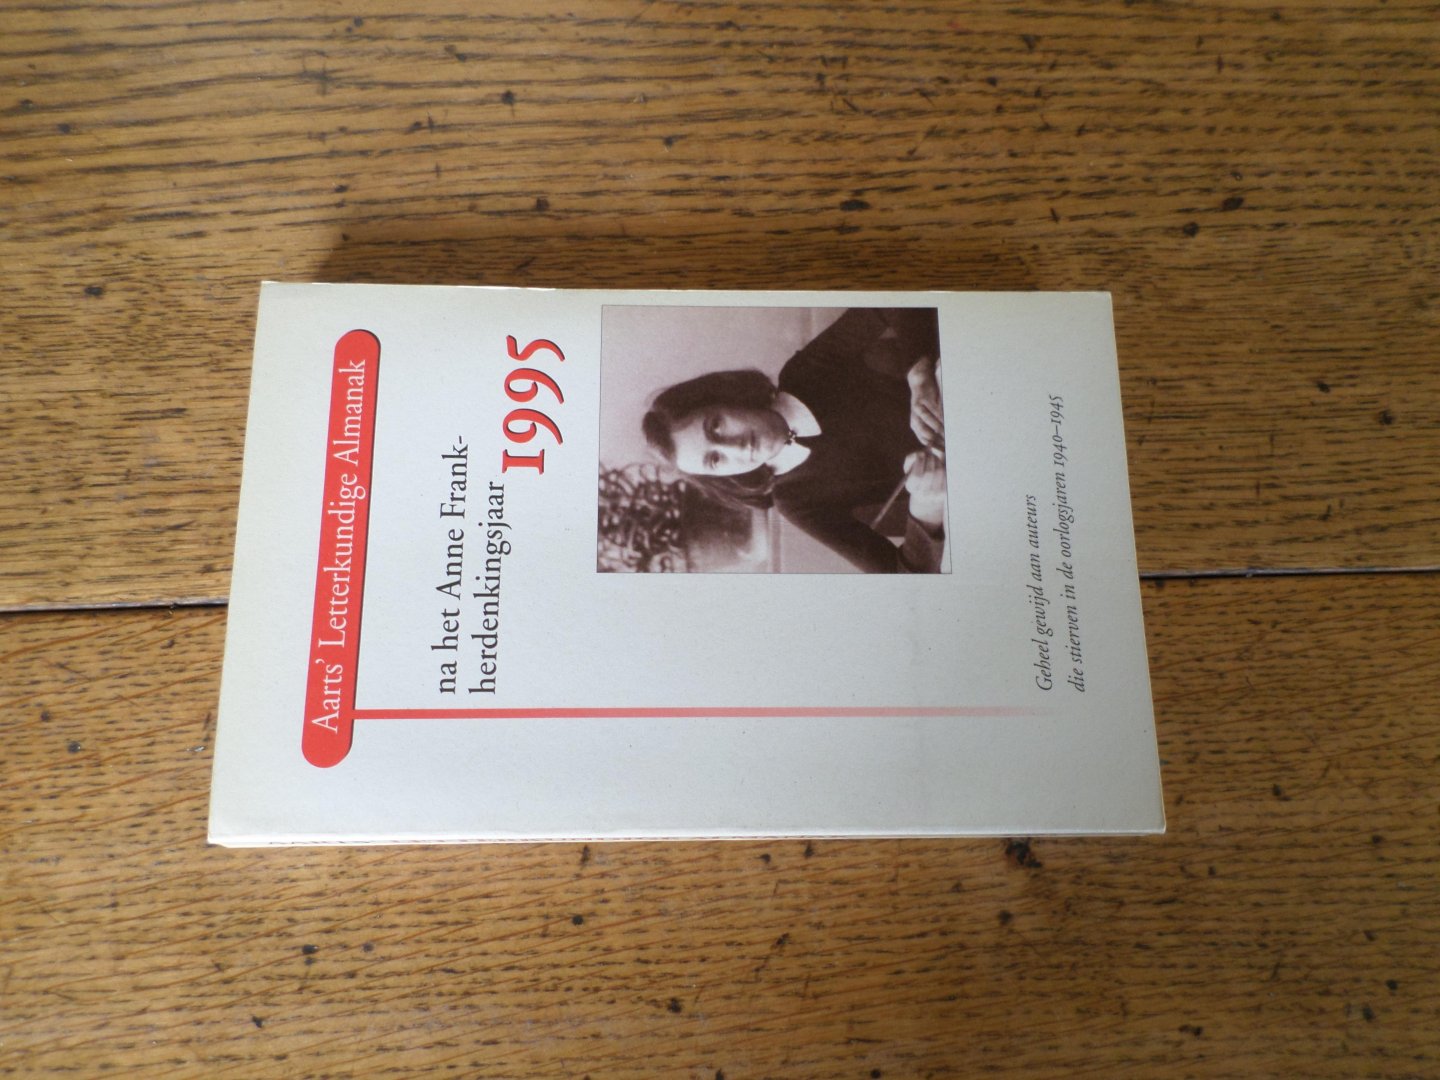 Aarts' Letterkundige Almanak
na het Anne Frank-
herdenkingsjaar
1995
Geheel gewijd aan auteurs
die stierven in de oorlogsjaren 1940–1945